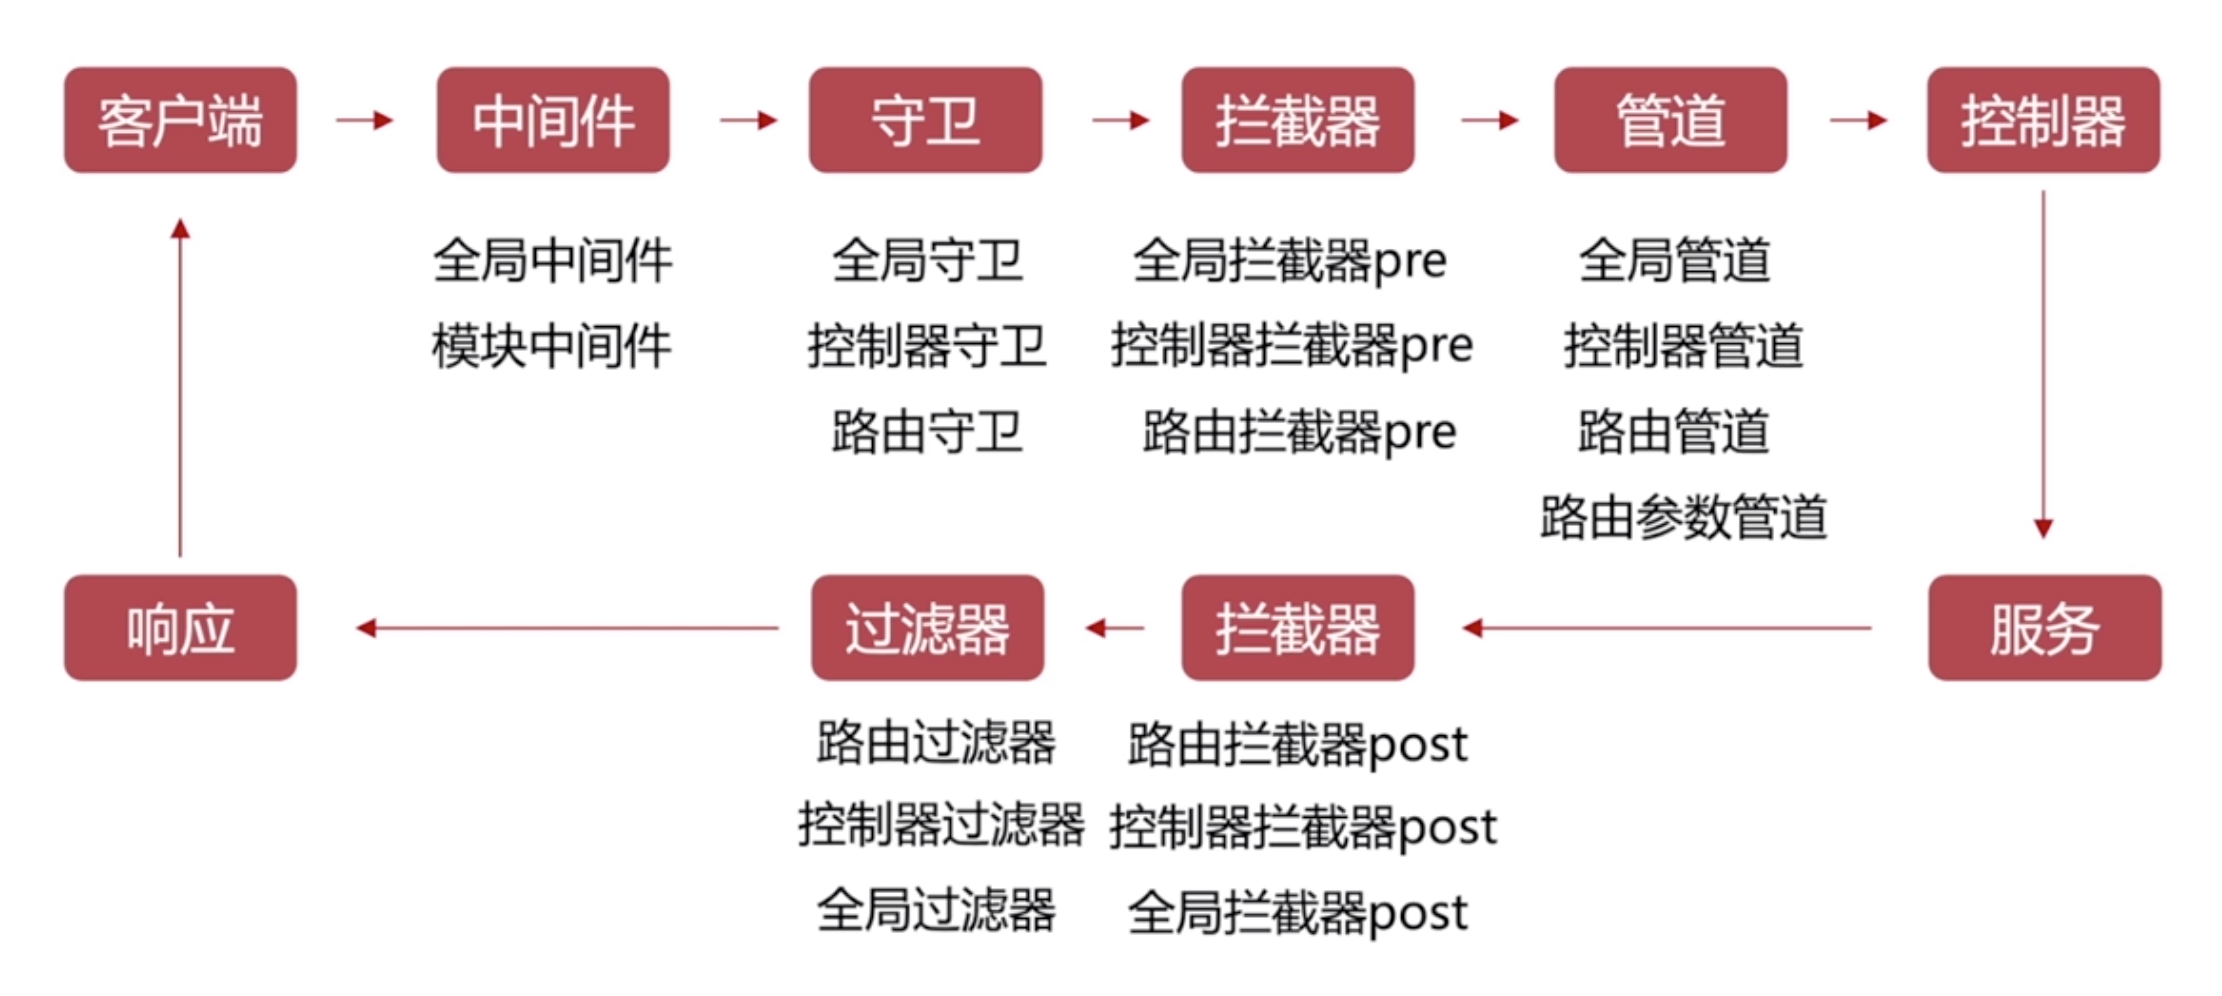 客户端
中间件
守卫
拦截器
管道
控制器
全局中间件
全局守卫
全局拦截器pre
全局管道
模块中间件
控制器守卫
控制器拦截器pre
控制器管道
路由守卫
路由拦截器pre
路由管道
路由参数管道
响应
过滤器
拦截器
服务
路由过滤器
路由拦截器post
控制器过滤器
控制器拦截器post
全局过滤器
全局拦截器post